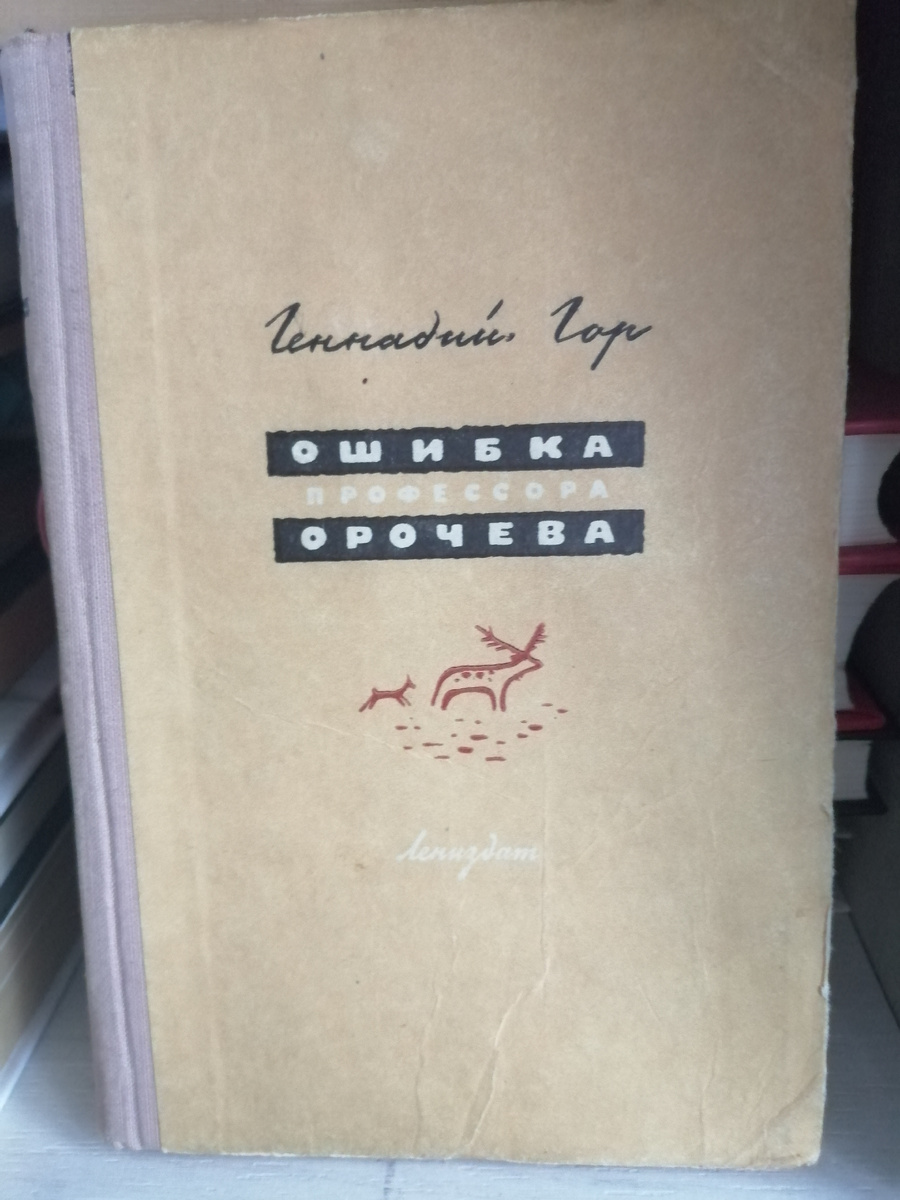 Геннадий Гор
ОШИБКА
ПРОФЕССОРА
ОРОЧЕВА
Лениздат